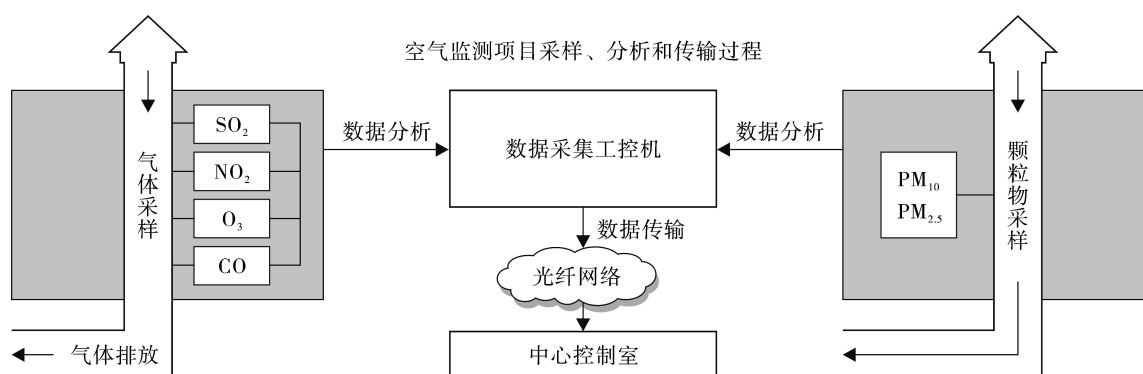 空气监测项目采样、分析和传输过程
气体采样
SO₂
NO₂
O₃
CO
数据分析
数据采集工控机
数据分析
PM₁₀
PM₂.₅
颗粒物采样
数据传输
光纤网络
中心控制室
气体排放